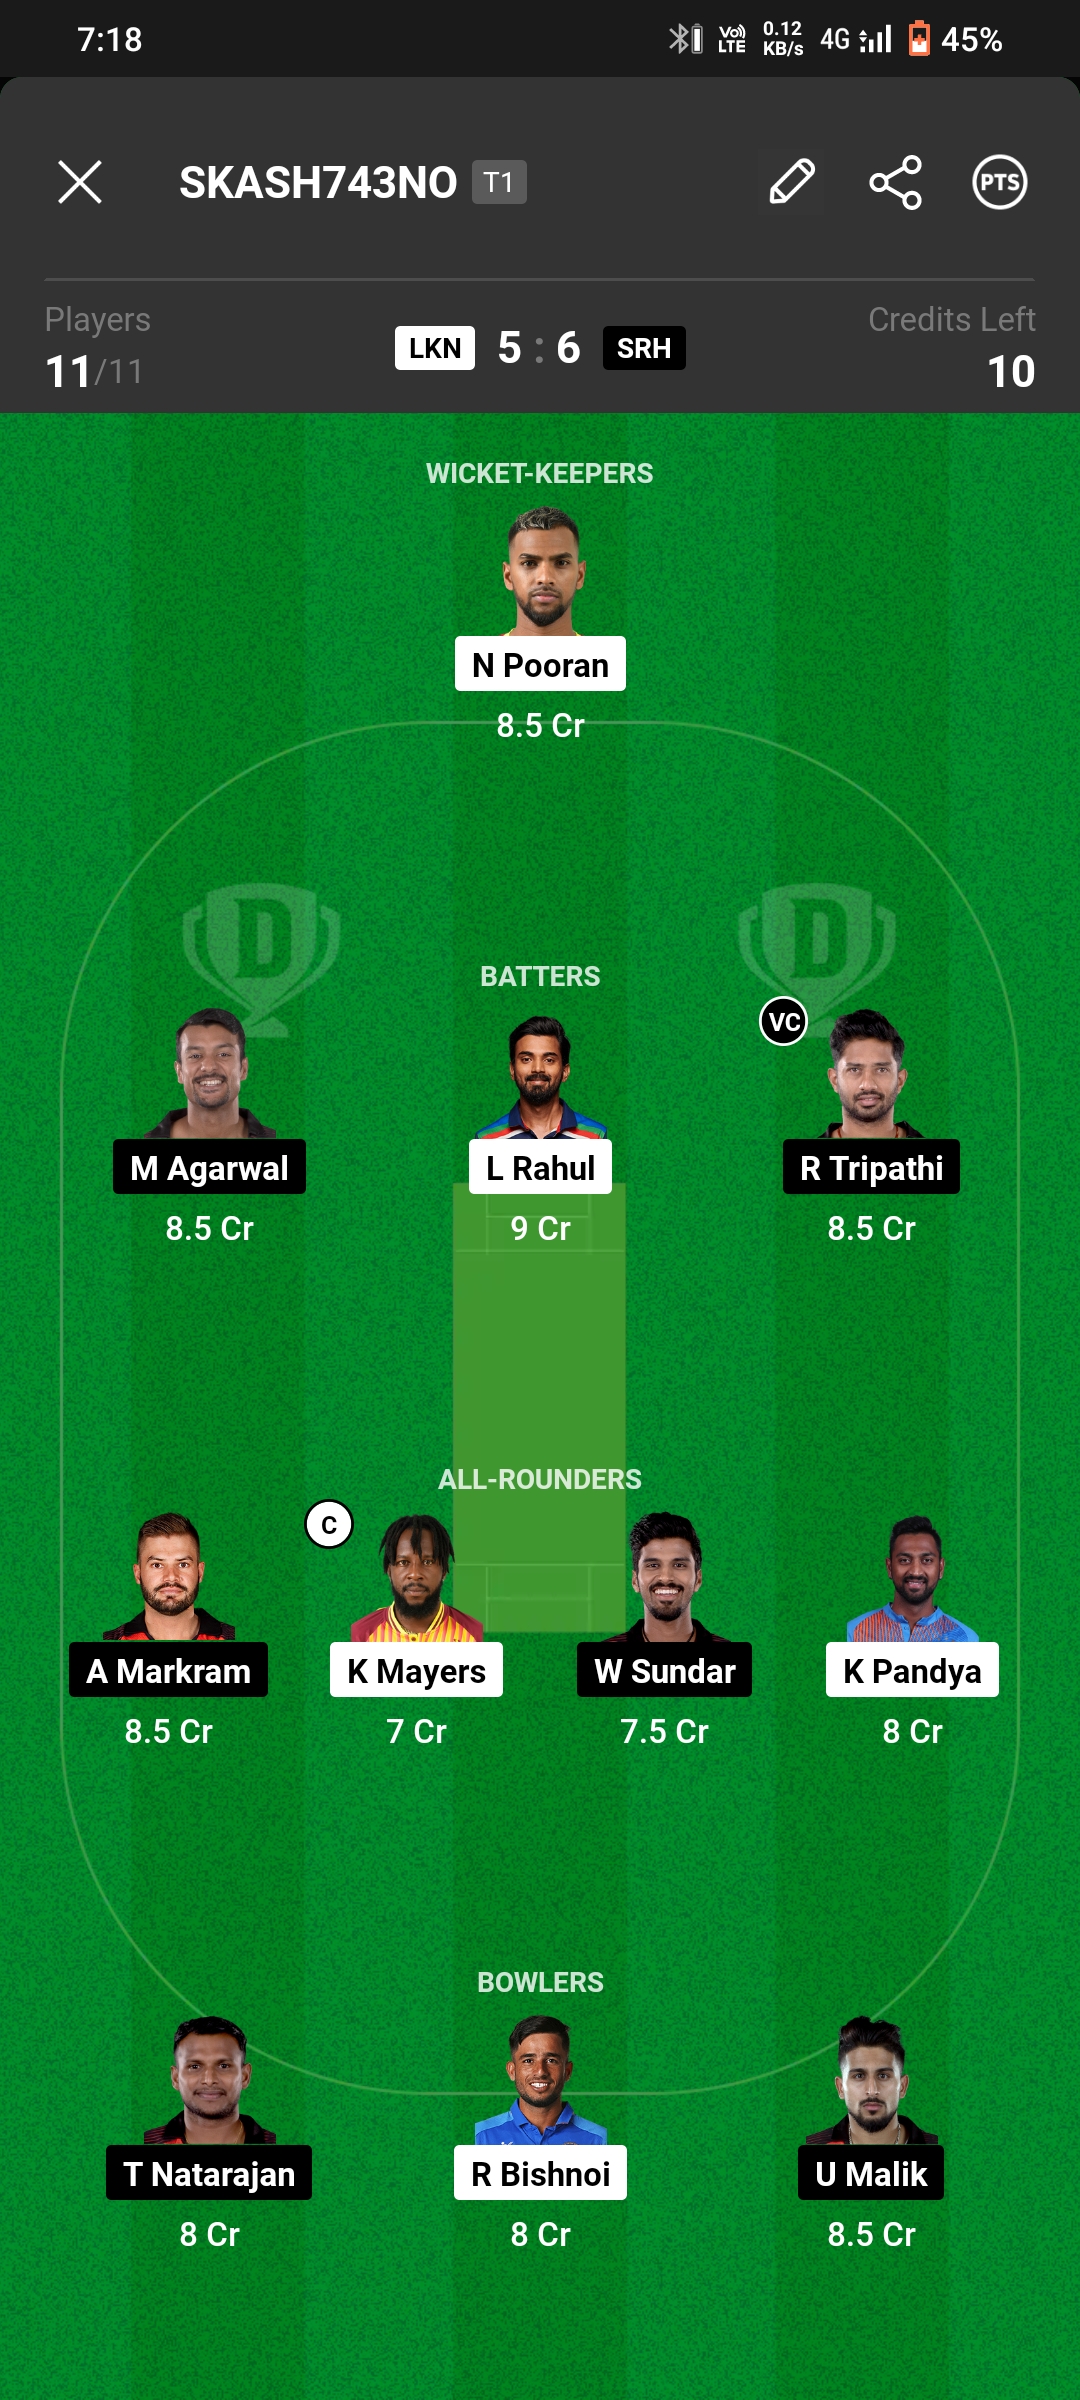 7:18
Vo)) LTE
0.12 KB/s
4G
45%
SKASH743NO T1
PTS
Players
Credits Left
11/11
LKN 5 : 6 SRH
10
WICKET-KEEPERS
N Pooran
8.5 Cr
D D
BATTERS
VC
M Agarwal L Rahul R Tripathi
8.5 Cr 9 Cr 8.5 Cr
ALL-ROUNDERS
C
A Markram K Mayers W Sundar K Pandya
8.5 Cr 7 Cr 7.5 Cr 8 Cr
BOWLERS
T Natarajan R Bishnoi U Malik
8 Cr 8 Cr 8.5 Cr